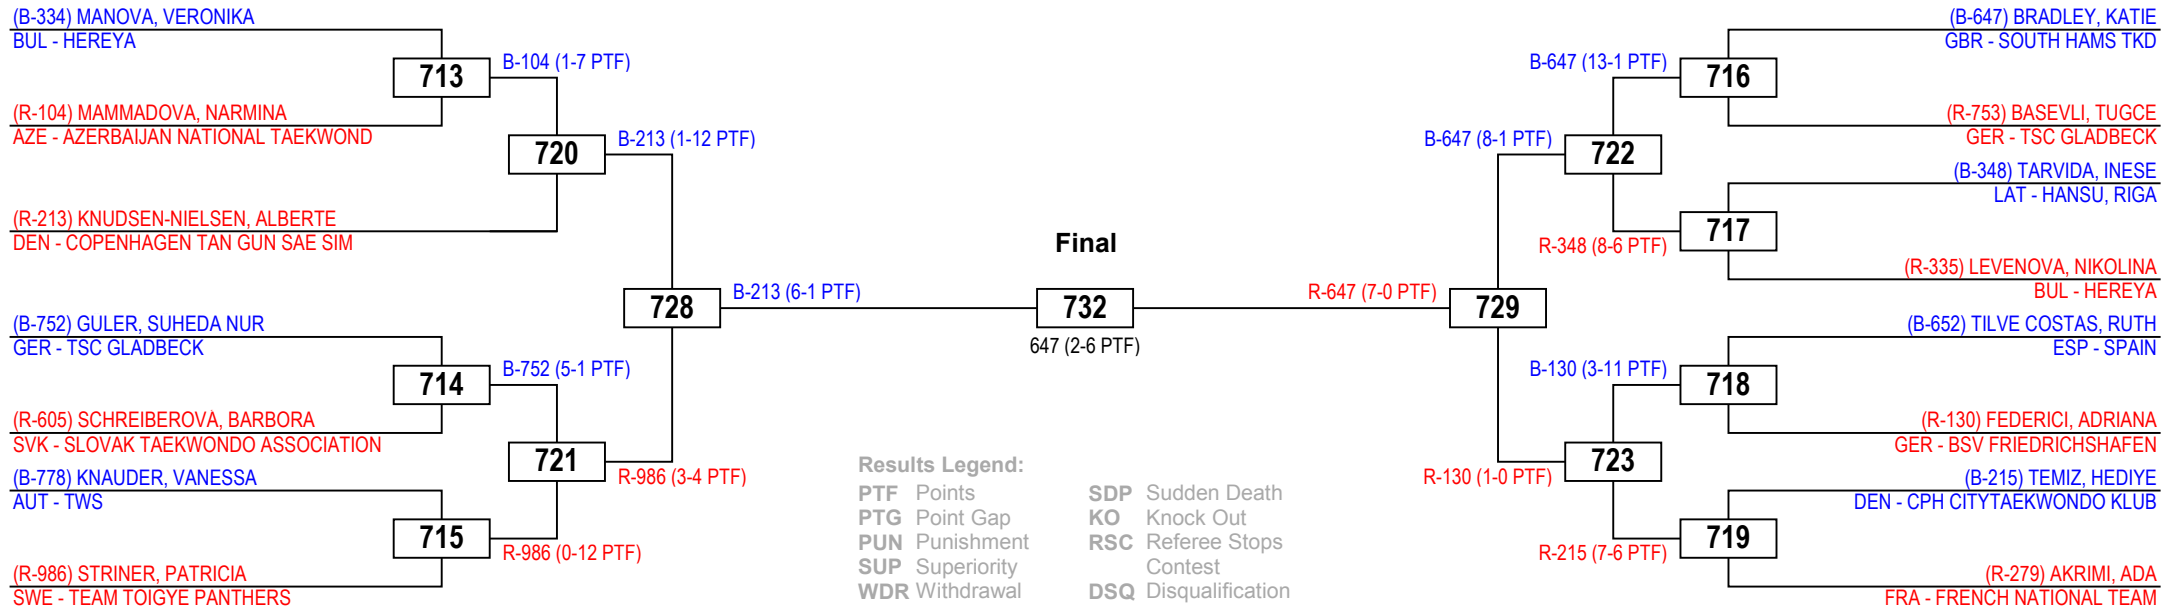 (B-334) MANOVA, VERONIKA
BUL - HEREYA
713
B-104 (1-7 PTF)
(R-104) MAMMADOVA, NARMINA
AZE - AZERBAIJAN NATIONAL TAEKWOND
720
B-213 (1-12 PTF)
(R-213) KNUDSEN-NIELSEN, ALBERTE
DEN - COPENHAGEN TAN GUN SAE SIM
728
B-213 (6-1 PTF)
(B-752) GULER, SUHEDA NUR
GER - TSC GLADBECK
714
B-752 (5-1 PTF)
(R-605) SCHREIBEROVA, BARBORA
SVK - SLOVAK TAEKWONDO ASSOCIATION
721
R-986 (3-4 PTF)
(B-778) KNAUDER, VANESSA
AUT - TWS
715
R-986 (0-12 PTF)
(R-986) STRINER, PATRICIA
SWE - TEAM TOIGYE PANTHERS
Final
732
647 (2-6 PTF)
(B-647) BRADLEY, KATIE
GBR - SOUTH HAMS TKD
B-647 (13-1 PTF)
716
(R-753) BASEVLI, TUGCE
GER - TSC GLADBECK
B-647 (8-1 PTF)
722
(B-348) TARVIDA, INESE
LAT - HANSU, RIGA
R-348 (8-6 PTF)
717
(R-335) LEVENOVA, NIKOLINA
BUL - HEREYA
R-647 (7-0 PTF)
729
(B-652) TILVE COSTAS, RUTH
ESP - SPAIN
B-130 (3-11 PTF)
718
(R-130) FEDERICI, ADRIANA
GER - BSV FRIEDRICHSHAFEN
R-130 (1-0 PTF)
723
(B-215) TEMIZ, HEDIYE
DEN - CPH CITYTAEKWONDO KLUB
R-215 (7-6 PTF)
719
(R-279) AKRIMI, ADA
FRA - FRENCH NATIONAL TEAM
Results Legend:
PTF Points
PTG Point Gap
PUN Punishment
SUP Superiority
WDR Withdrawal
SDP Sudden Death
KO Knock Out
RSC Referee Stops
Contest
DSQ Disqualification